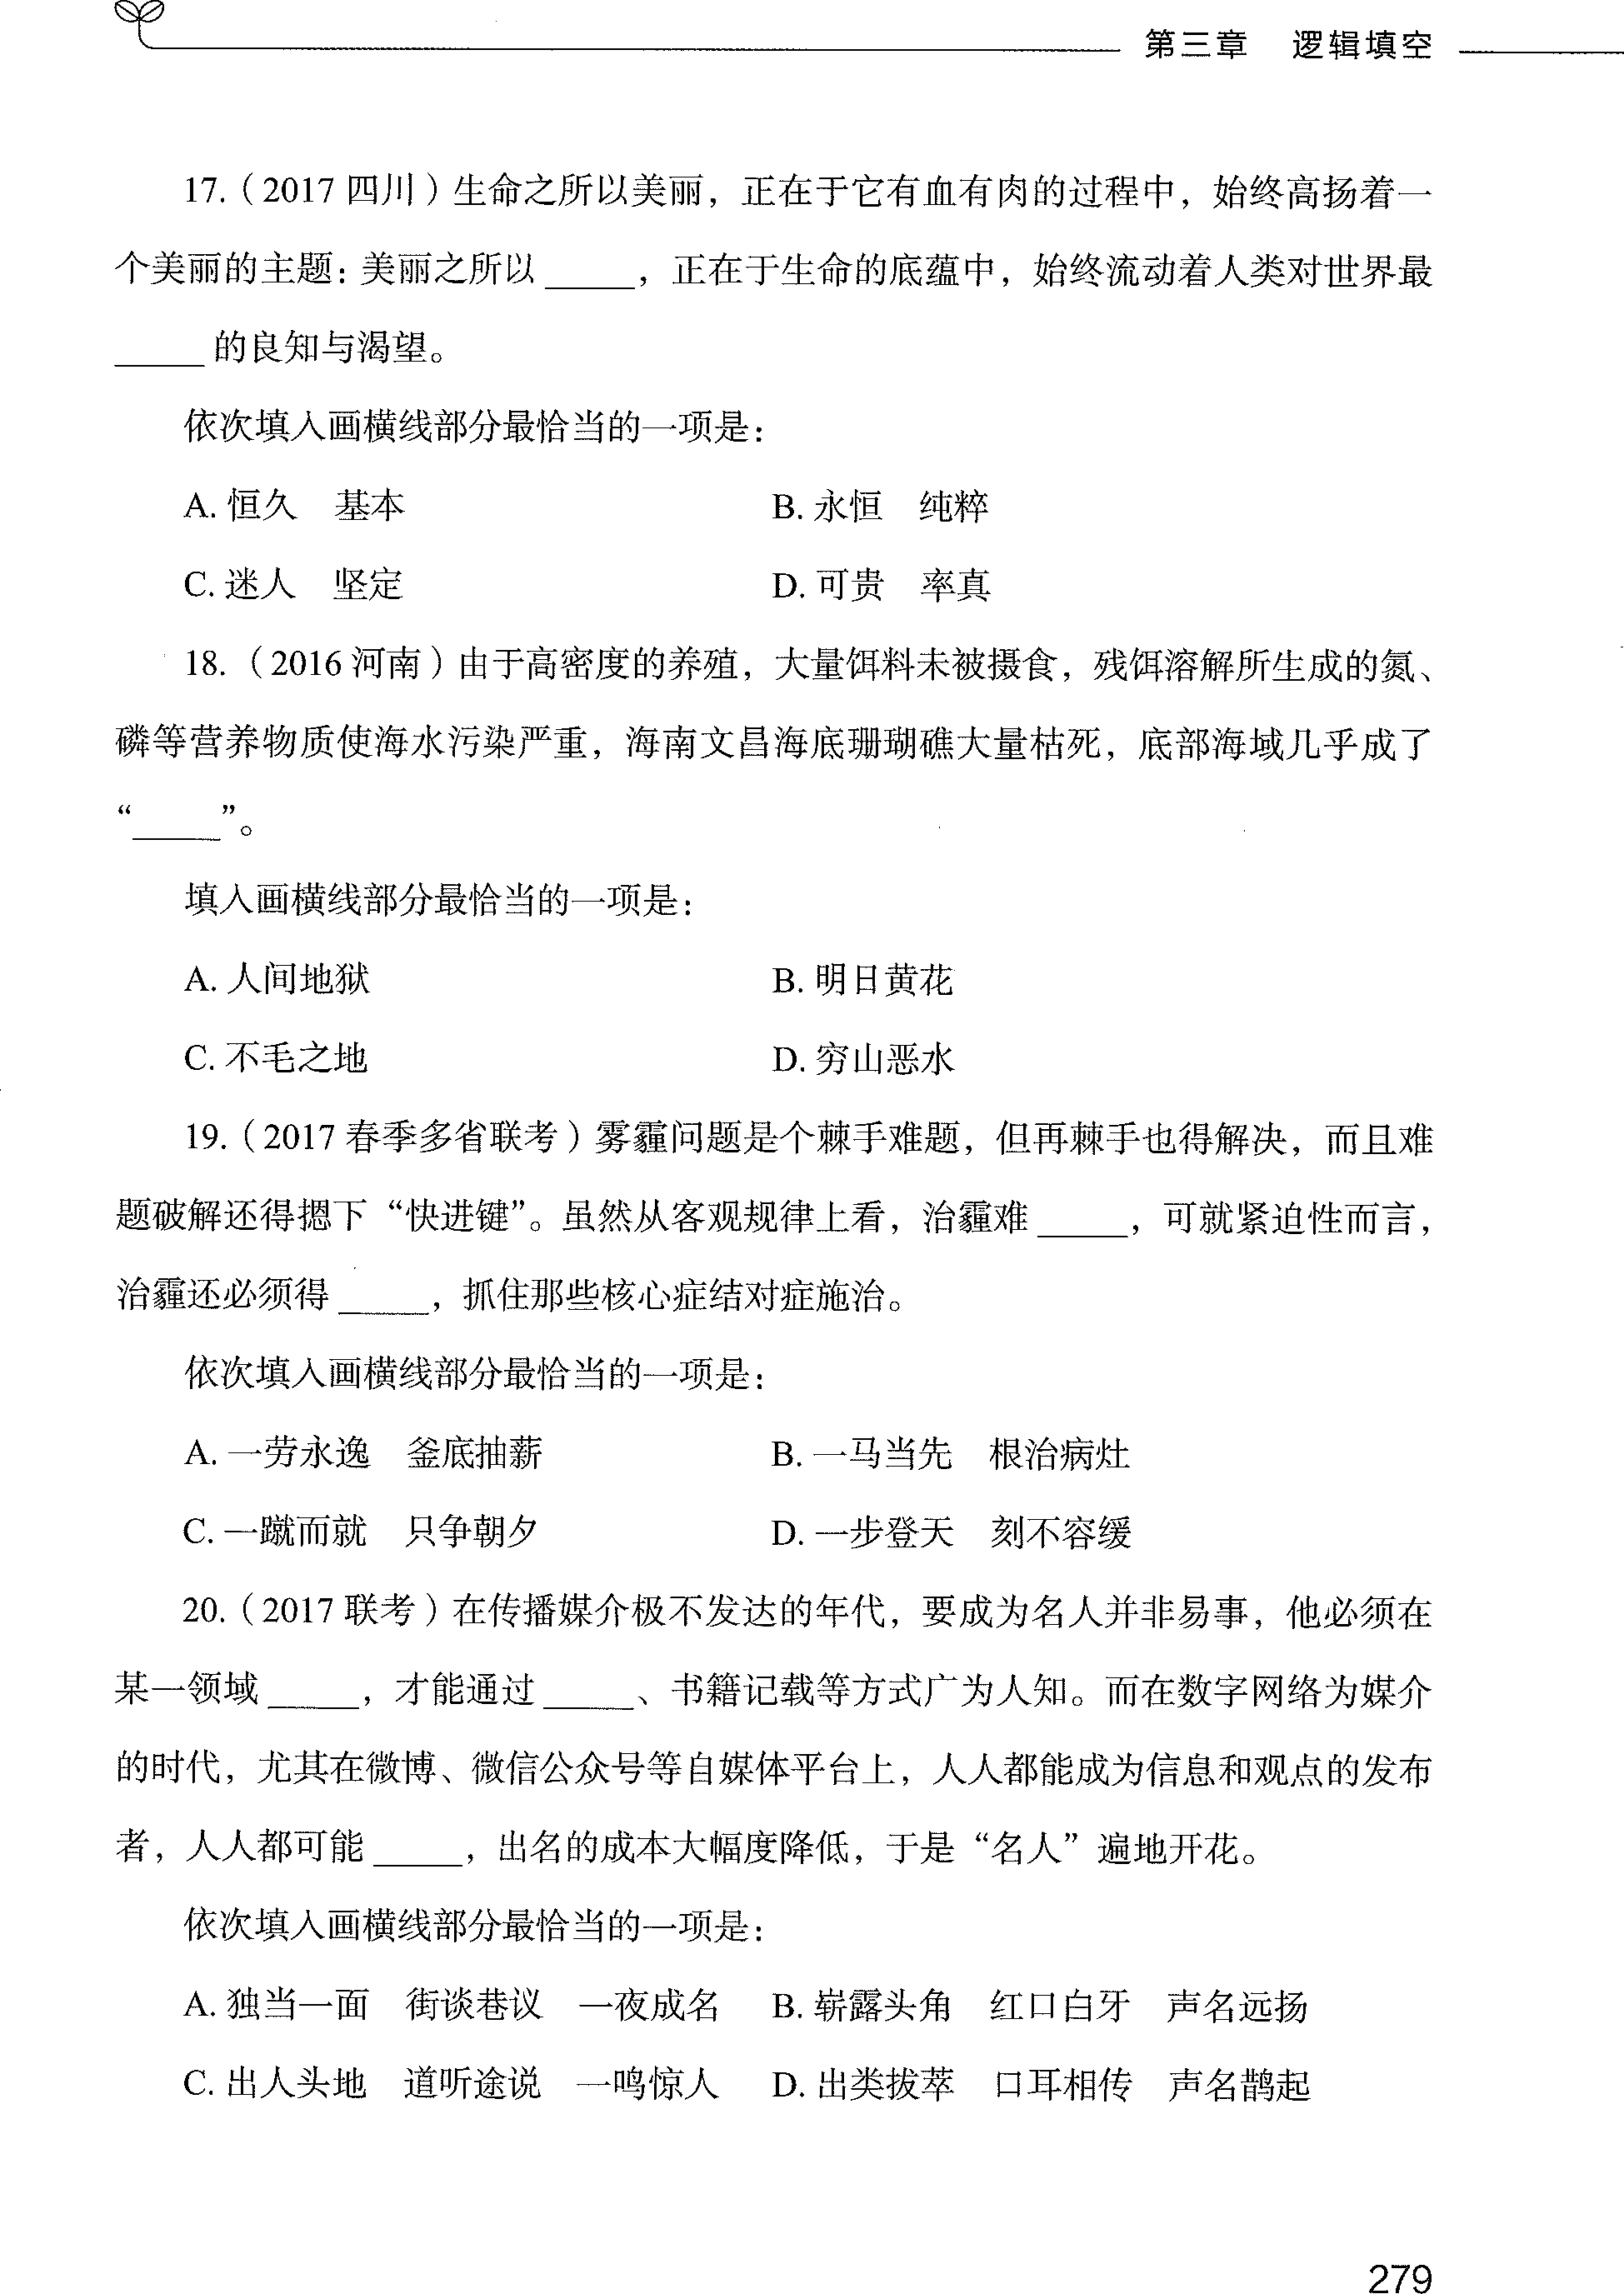 第三章　逻辑填空
17.（2017 四川）生命之所以美丽，正在于它有血有肉的过程中，始终高扬着一
个美丽的主题：美丽之所以 _____，正在于生命的底蕴中，始终流动着人类对世界最
_____ 的良知与渴望。
依次填入画横线部分最恰当的一项是：
A. 恒久　基本　B. 永恒　纯粹
C. 迷人　坚定　D. 可贵　率真
18.（2016 河南）由于高密度的养殖，大量饵料未被摄食，残饵溶解所生成的氮、
磷等营养物质使海水污染严重，海南文昌海底珊瑚礁大量枯死，底部海域几乎成了
“_____”。
填入画横线部分最恰当的一项是：
A. 人间地狱　B. 明日黄花
C. 不毛之地　D. 穷山恶水
19.（2017 春季多省联考）雾霾问题是个棘手难题，但再棘手也得解决，而且难
题破解还得摁下“快进键”。虽然从客观规律上看，治霾难 _____，可就紧迫性而言，
治霾还必须得 _____，抓住那些核心症结对症施治。
依次填入画横线部分最恰当的一项是：
A. 一劳永逸　釜底抽薪　B. 一马当先　根治病灶
C. 一蹴而就　只争朝夕　D. 一步登天　刻不容缓
20.（2017 联考）在传播媒介极不发达的年代，要成为名人并非易事，他必须在
某一领域 _____，才能通过 _____、书籍记载等方式广为人知。而在数字网络为媒介
的时代，尤其在微博、微信公众号等自媒体平台上，人人都能成为信息和观点的发布
者，人人都可能 _____，出名的成本大幅度降低，于是“名人”遍地开花。
依次填入画横线部分最恰当的一项是：
A. 独当一面　街谈巷议　一夜成名　B. 崭露头角　红口白牙　声名远扬
C. 出人头地　道听途说　一鸣惊人　D. 出类拔萃　口耳相传　声名鹊起
279